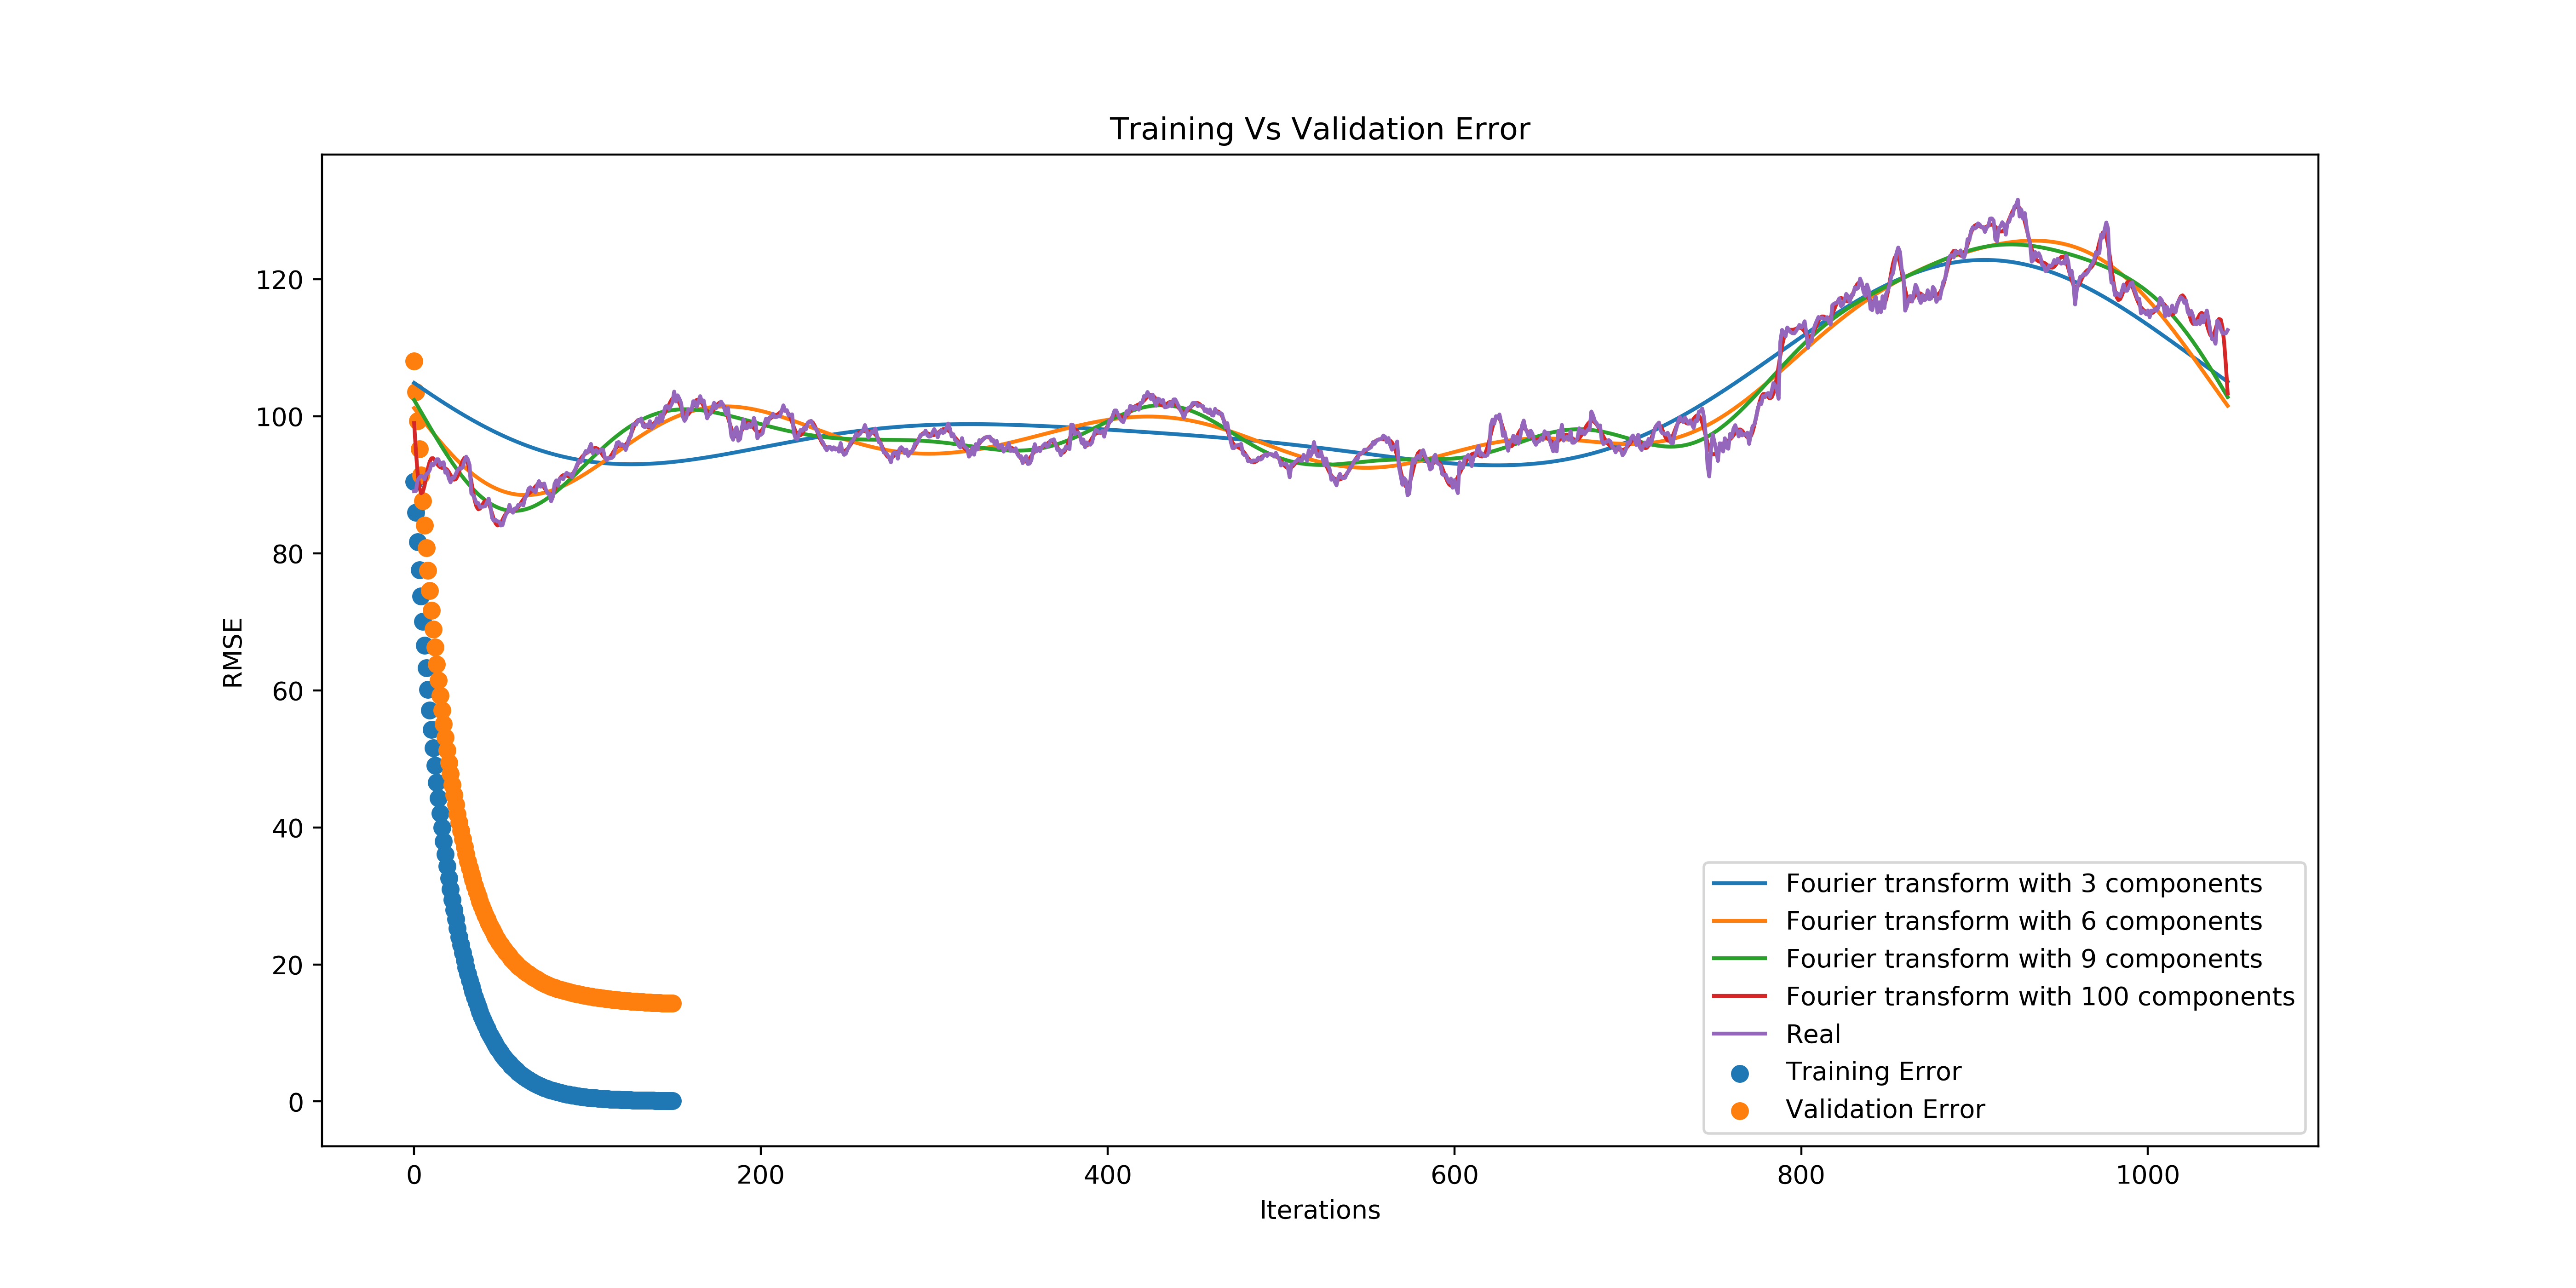 Training Vs Validation Error
RMSE
120
100
80
60
40
20
0
0 200 400 600 800 1000
Iterations
Fourier transform with 3 components
Fourier transform with 6 components
Fourier transform with 9 components
Fourier transform with 100 components
Real
Training Error
Validation Error